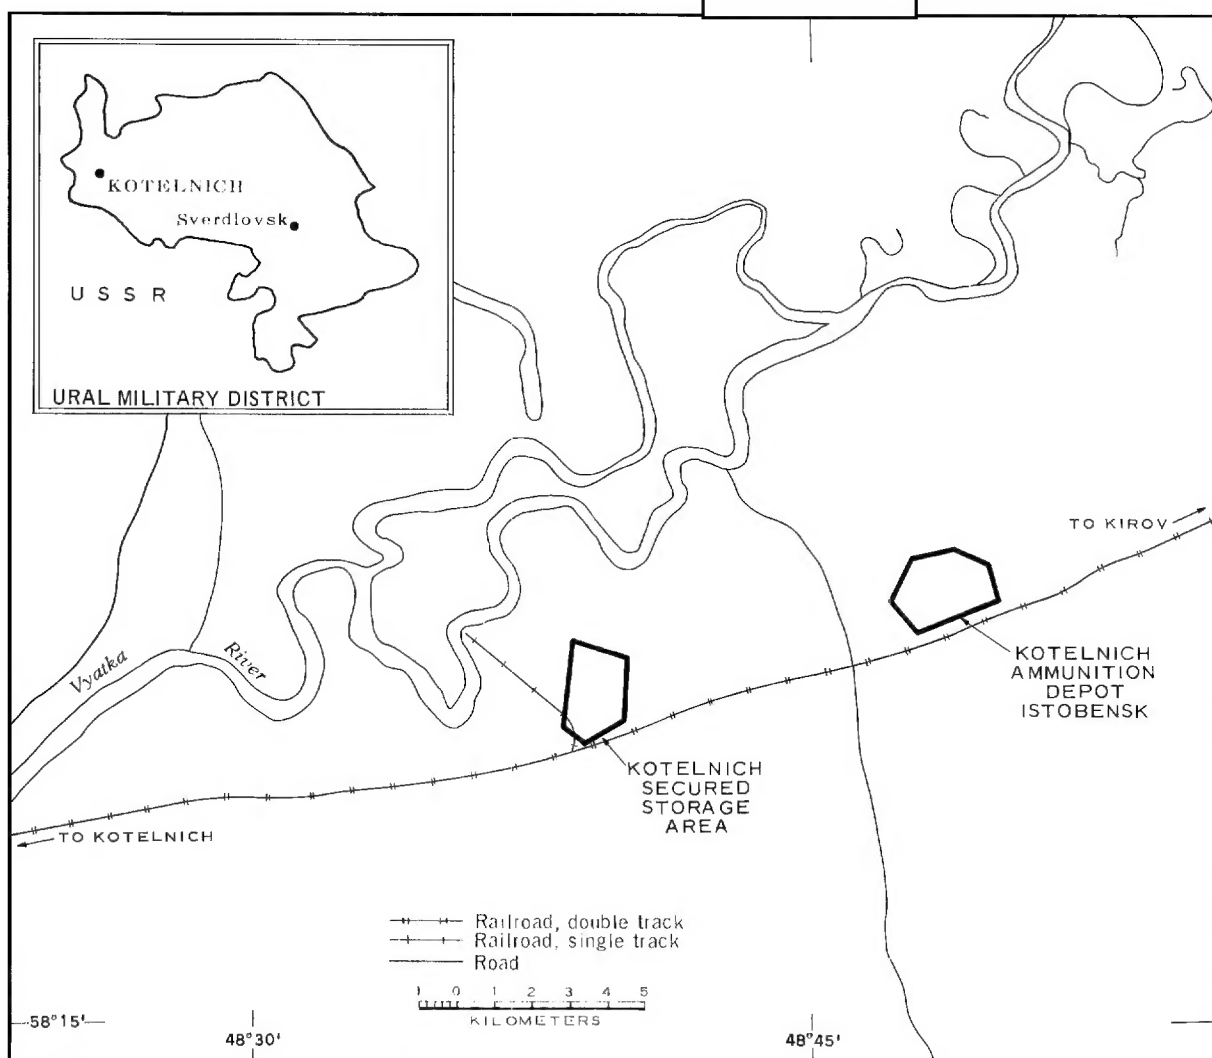 KOTELNICH
Sverdlovsk
U S S R
URAL MILITARY DISTRICT
TO KIROV
Vyatka
River
KOTELNICH
AMMUNITION
DEPOT
ISTOBENSK
KOTELNICH
SECURED
STORAGE
AREA
TO KOTELNICH
Railroad, double track
Railroad, single track
Road
1 0 1 2 3 4 5
KILOMETERS
58°15'
48°30'
48°45'